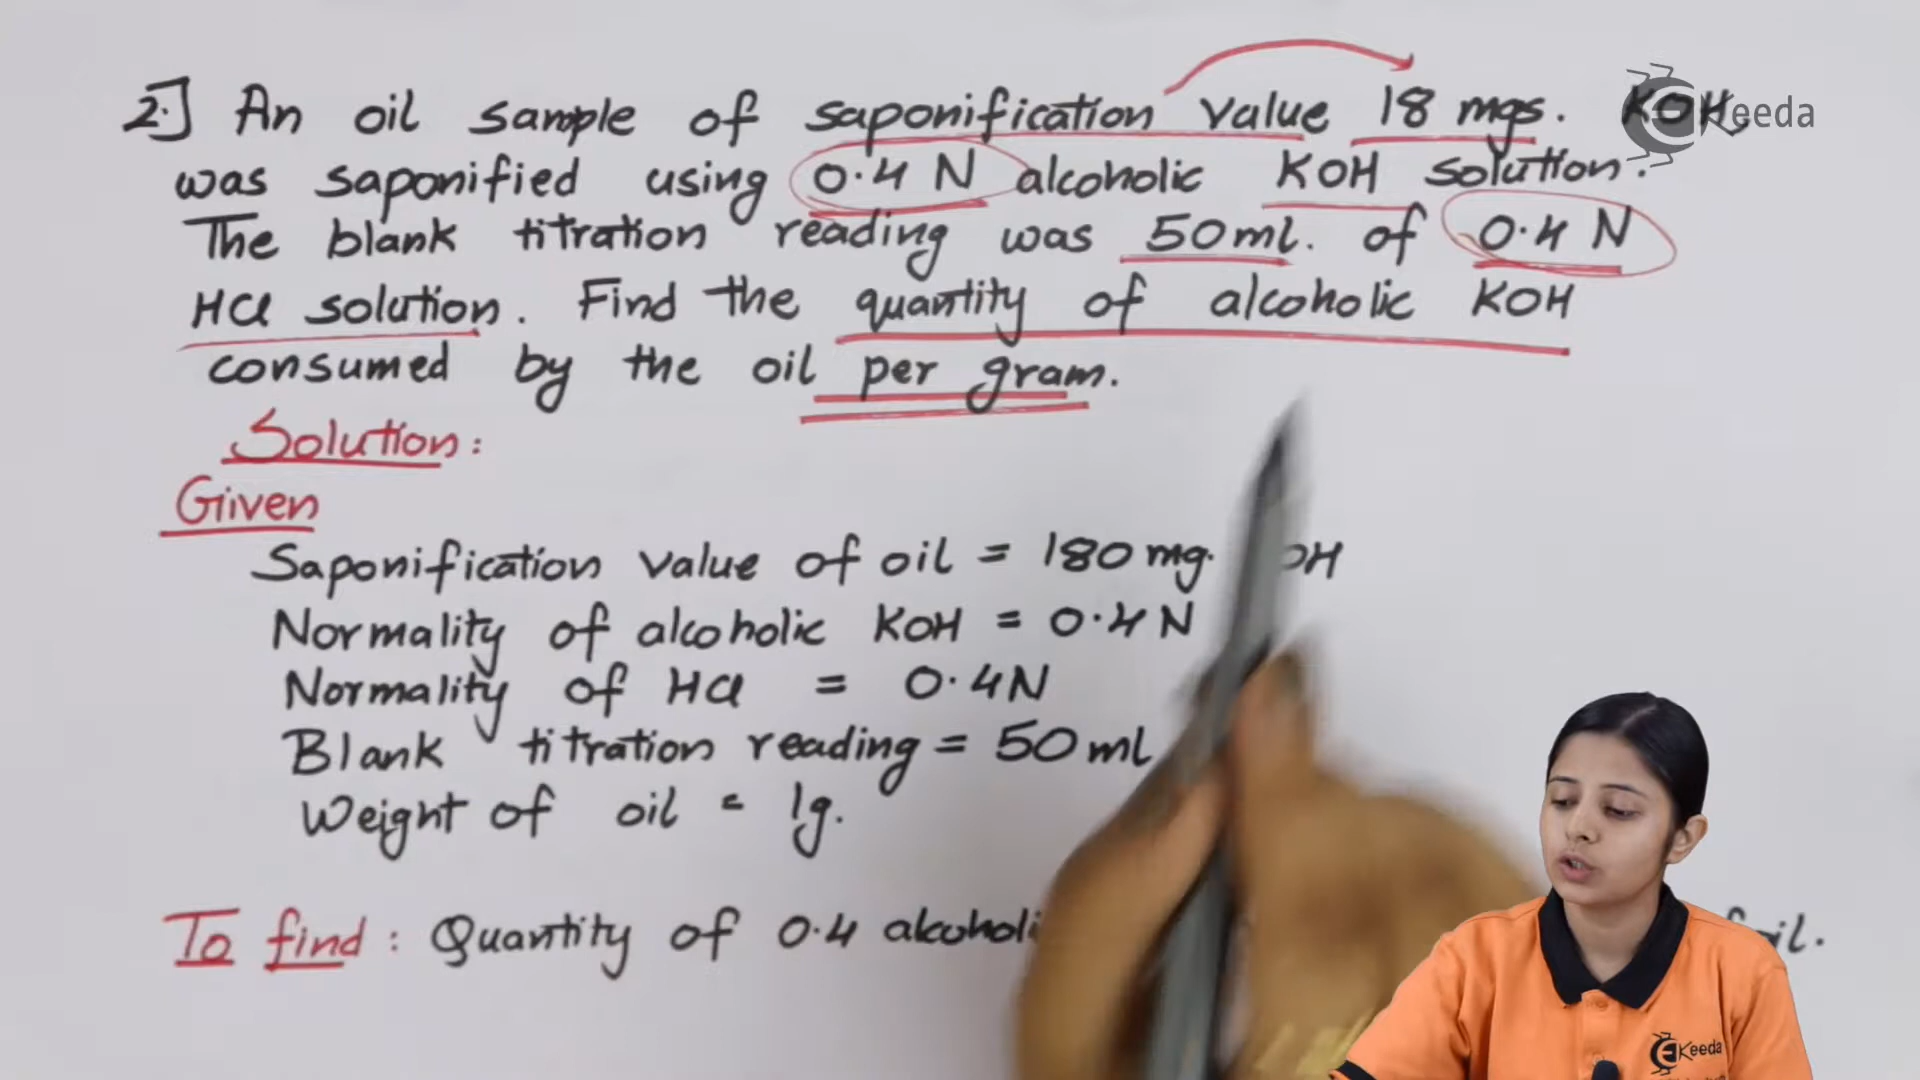 2.] An oil sample of saponification value 18 mgs. KOH
was saponified using 0.4 N alcoholic KOH solution.
The blank titration reading was 50ml. of 0.4 N
HCl solution. Find the quantity of alcoholic KOH
consumed by the oil per gram.
Solution:
Given
Saponification value of oil = 180 mg. OH
Normality of alcoholic KOH = 0.4 N
Normality of HCl = 0.4N
Blank titration reading = 50 ml
Weight of oil = 1g.
To find: Quantity of 0.4 alcoholi oil.
Keeda
Keeda